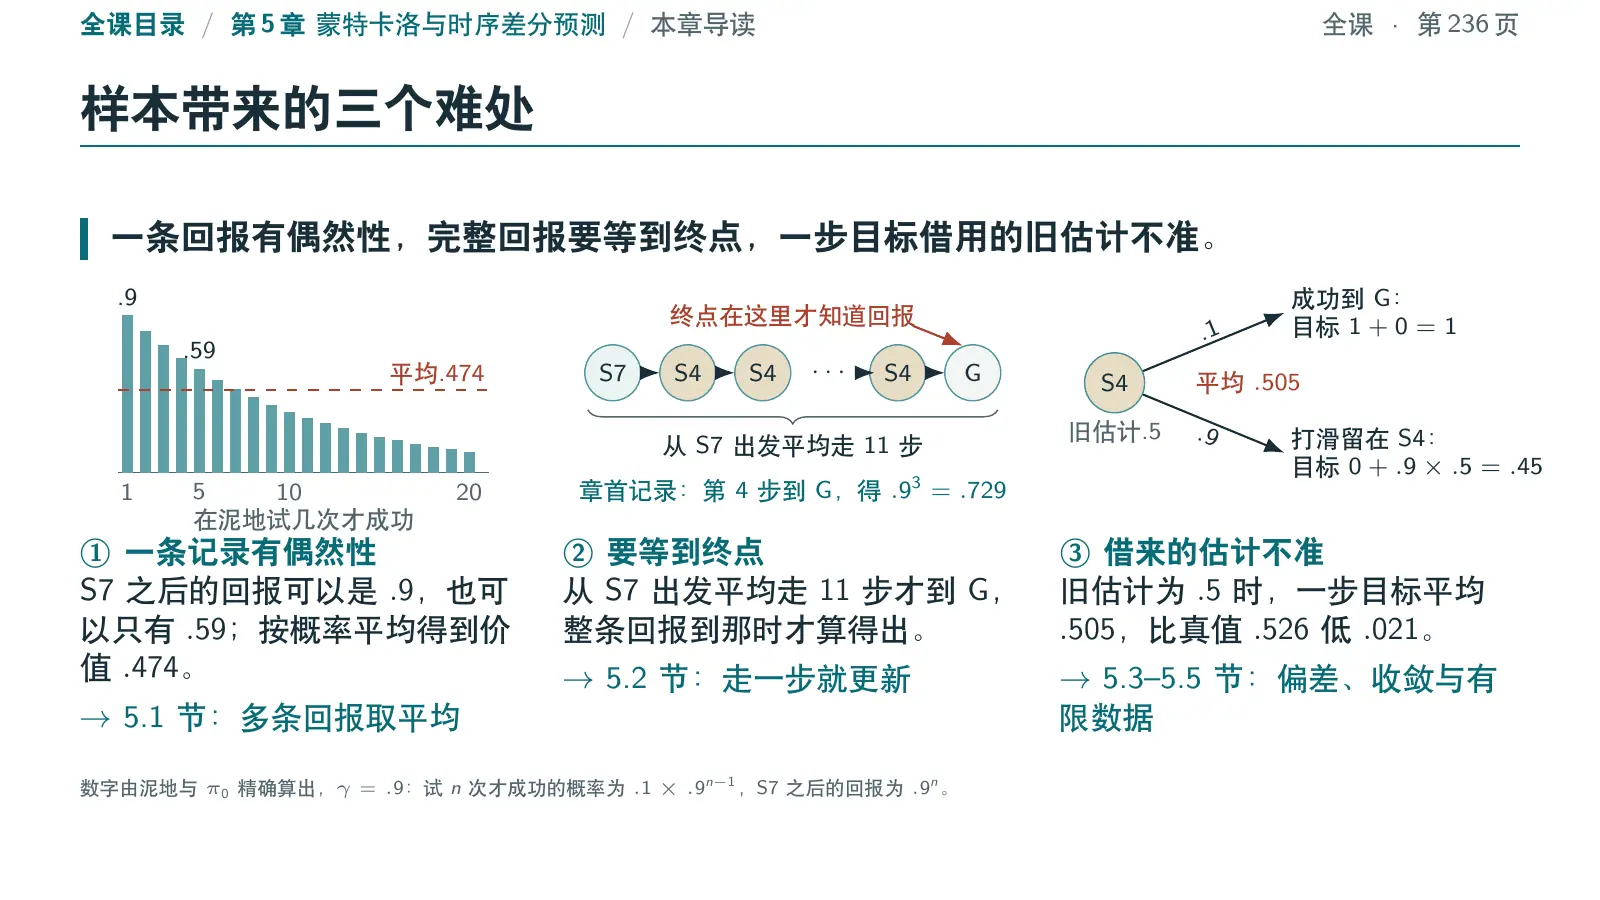 全课目录 / 第 5 章 蒙特卡洛与时序差分预测 / 本章导读
全课 · 第 236 页
样本带来的三个难处
一条回报有偶然性，完整回报要等到终点，一步目标借用的旧估计不准。
.9
.59
平均.474
1 5 10 20
在泥地试几次才成功
终点在这里才知道回报
S7 S4 S4 ··· S4 G
从 S7 出发平均走 11 步
章首记录：第 4 步到 G，得 .9³ = .729
成功到 G：
目标 1 + 0 = 1
.1
S4
平均 .505
旧估计.5
.9
打滑留在 S4：
目标 0 + .9 × .5 = .45
① 一条记录有偶然性
S7 之后的回报可以是 .9，也可
以只有 .59；按概率平均得到价
值 .474。
→ 5.1 节：多条回报取平均
② 要等到终点
从 S7 出发平均走 11 步才到 G，
整条回报到那时才算得出。
→ 5.2 节：走一步就更新
③ 借来的估计不准
旧估计为 .5 时，一步目标平均
.505，比真值 .526 低 .021。
→ 5.3–5.5 节：偏差、收敛与有
限数据
数字由泥地与 π₀ 精确算出，γ = .9：试 n 次才成功的概率为 .1 × .9ⁿ⁻¹，S7 之后的回报为 .9ⁿ。